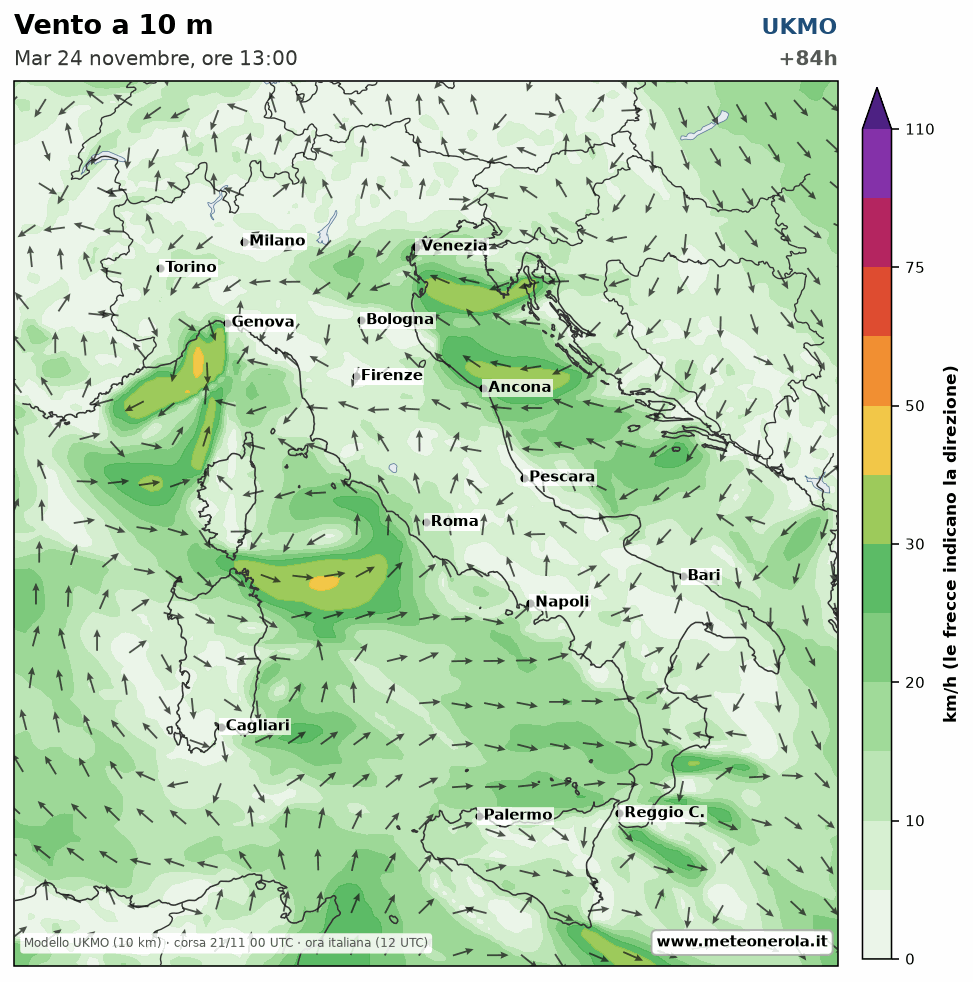 Vento a 10 m
UKMO
Mar 24 novembre, ore 13:00
+84h
110
Milano
Venezia
Torino
75
Genova
Bologna
Firenze
Ancona
50
Pescara
Roma
30
Bari
Napoli
20
Cagliari
Palermo
Reggio C.
10
0
km/h (le frecce indicano la direzione)
Modello UKMO (10 km) · corsa 21/11 00 UTC · ora italiana (12 UTC)
www.meteonerola.it